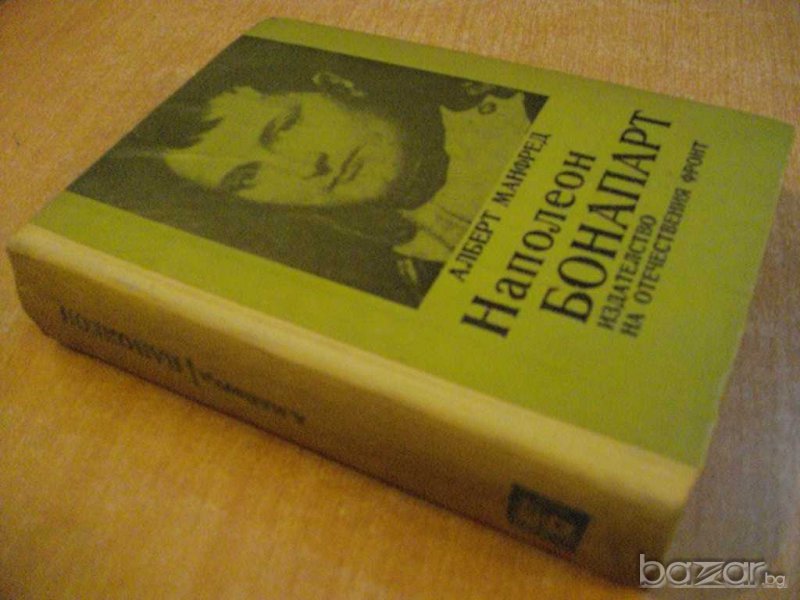 АЛБЕРТ МАНФРЕД
Наполеон
БОНАПАРТ
ИЗДАТЕЛСТВО
НА ОТЕЧЕСТВЕНИЯ ФРОНТ
bazar.bg